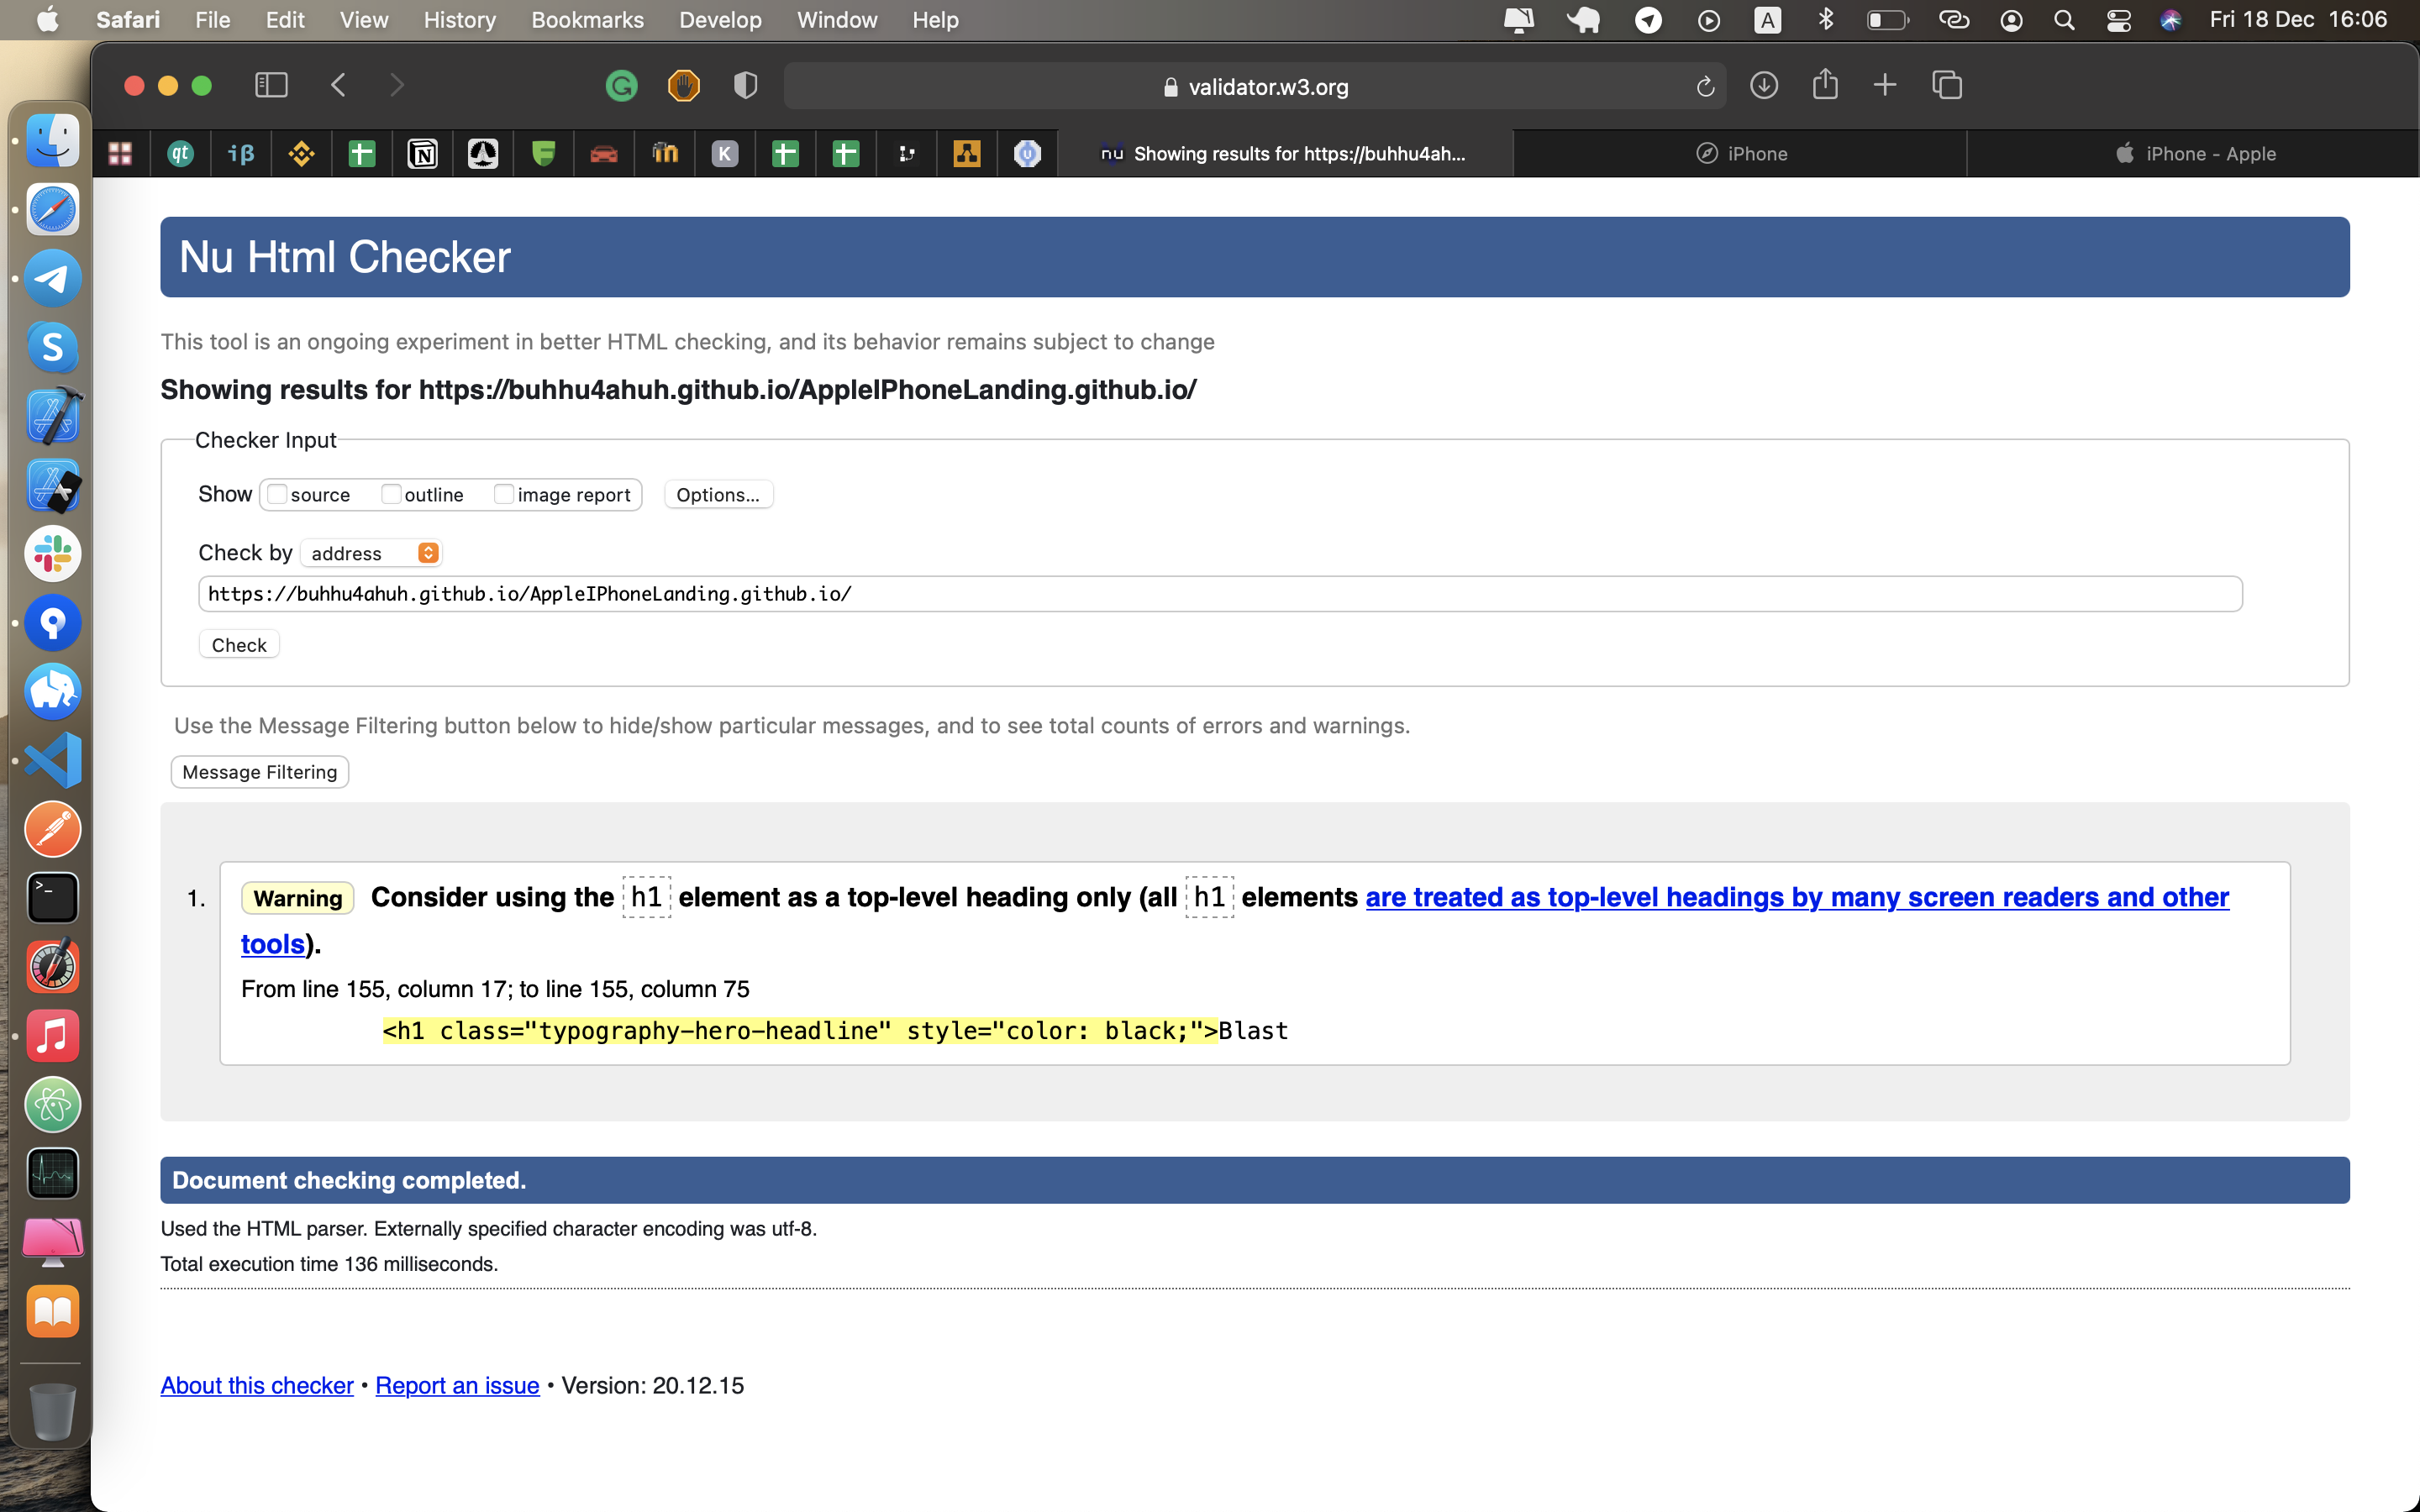 Safari File Edit View History Bookmarks Develop Window Help A Fri 18 Dec 16:06
validator.w3.org
qt iβ N m K U nu Showing results for https://buhhu4ah... iPhone iPhone - Apple
Nu Html Checker
This tool is an ongoing experiment in better HTML checking, and its behavior remains subject to change
Showing results for https://buhhu4ahuh.github.io/AppleIPhoneLanding.github.io/
Checker Input
Show source outline image report Options...
Check by address
https://buhhu4ahuh.github.io/AppleIPhoneLanding.github.io/
Check
Use the Message Filtering button below to hide/show particular messages, and to see total counts of errors and warnings.
Message Filtering
1. Warning Consider using the h1 element as a top-level heading only (all h1 elements are treated as top-level headings by many screen readers and other
tools).
From line 155, column 17; to line 155, column 75
<h1 class="typography-hero-headline" style="color: black;">Blast
Document checking completed.
Used the HTML parser. Externally specified character encoding was utf-8.
Total execution time 136 milliseconds.
About this checker • Report an issue • Version: 20.12.15